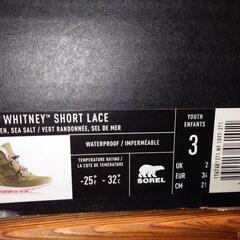 WHITNEY™ SHORT LACE
EN, SEA SALT / VERT RANDONNÉE, SEL DE MER
WATERPROOF / IMPERMÉABLE
TEMPERATURE RATING /
LA COTE DE TEMPÉRATURE
-25°F -32°C
SOREL
YOUTH
ENFANTS
3
UK 2
EUR 34
CM 21